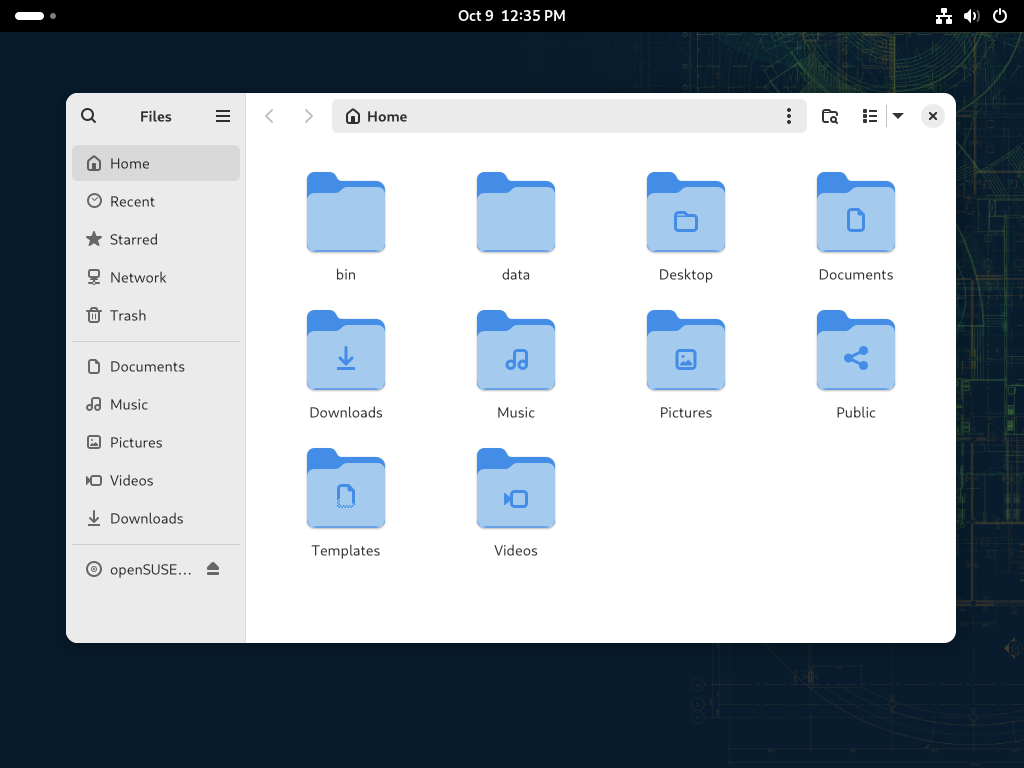 Oct 9 12:35 PM
Files
Home
Home
Recent
Starred
Network
Trash
Documents
Music
Pictures
Videos
Downloads
openSUSE…
bin
data
Desktop
Documents
Downloads
Music
Pictures
Public
Templates
Videos